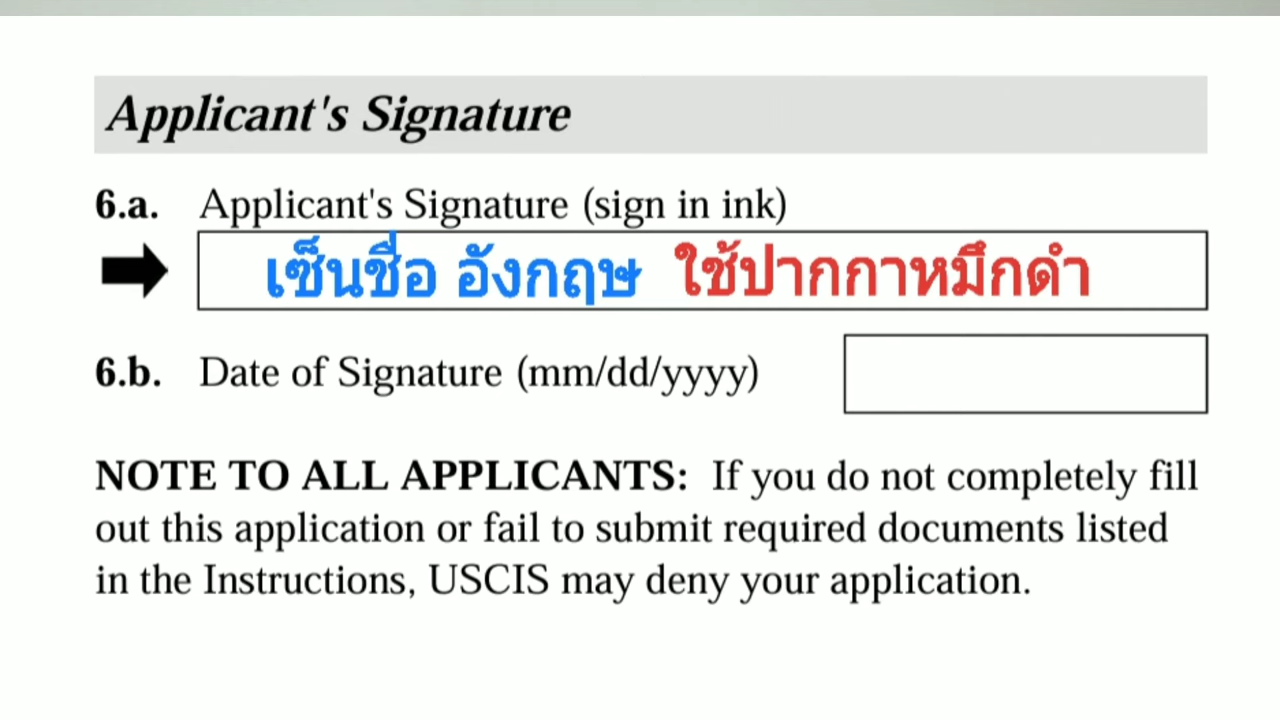 Applicant's Signature
6.a. Applicant's Signature (sign in ink)
เซ็นชื่อ อังกฤษ ใช้ปากกาหมึกดำ
6.b. Date of Signature (mm/dd/yyyy)
NOTE TO ALL APPLICANTS: If you do not completely fill
out this application or fail to submit required documents listed
in the Instructions, USCIS may deny your application.